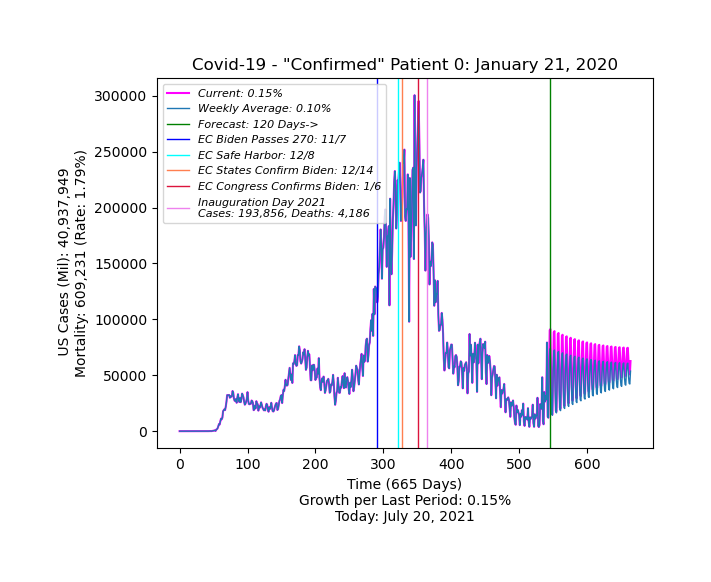 Covid-19 - "Confirmed" Patient 0: January 21, 2020
Current: 0.15%
Weekly Average: 0.10%
Forecast: 120 Days->
EC Biden Passes 270: 11/7
EC Safe Harbor: 12/8
EC States Confirm Biden: 12/14
EC Congress Confirms Biden: 1/6
Inauguration Day 2021
Cases: 193,856, Deaths: 4,186
US Cases (Mil): 40,937,949
Mortality: 609,231 (Rate: 1.79%)
300000
250000
200000
150000
100000
50000
0
0 100 200 300 400 500 600
Time (665 Days)
Growth per Last Period: 0.15%
Today: July 20, 2021